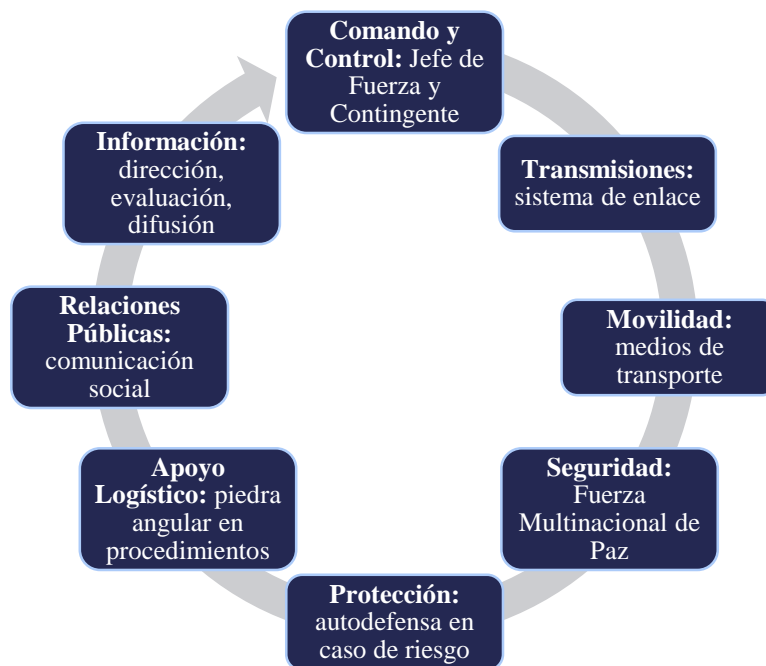 Comando y
Control: Jefe de
Fuerza y
Contingente
Transmisiones:
sistema de enlace
Movilidad:
medios de
transporte
Seguridad:
Fuerza
Multinacional de
Paz
Protección:
autodefensa en
caso de riesgo
Apoyo
Logístico: piedra
angular en
procedimientos
Relaciones
Públicas:
comunicación
social
Información:
dirección,
evaluación,
difusión